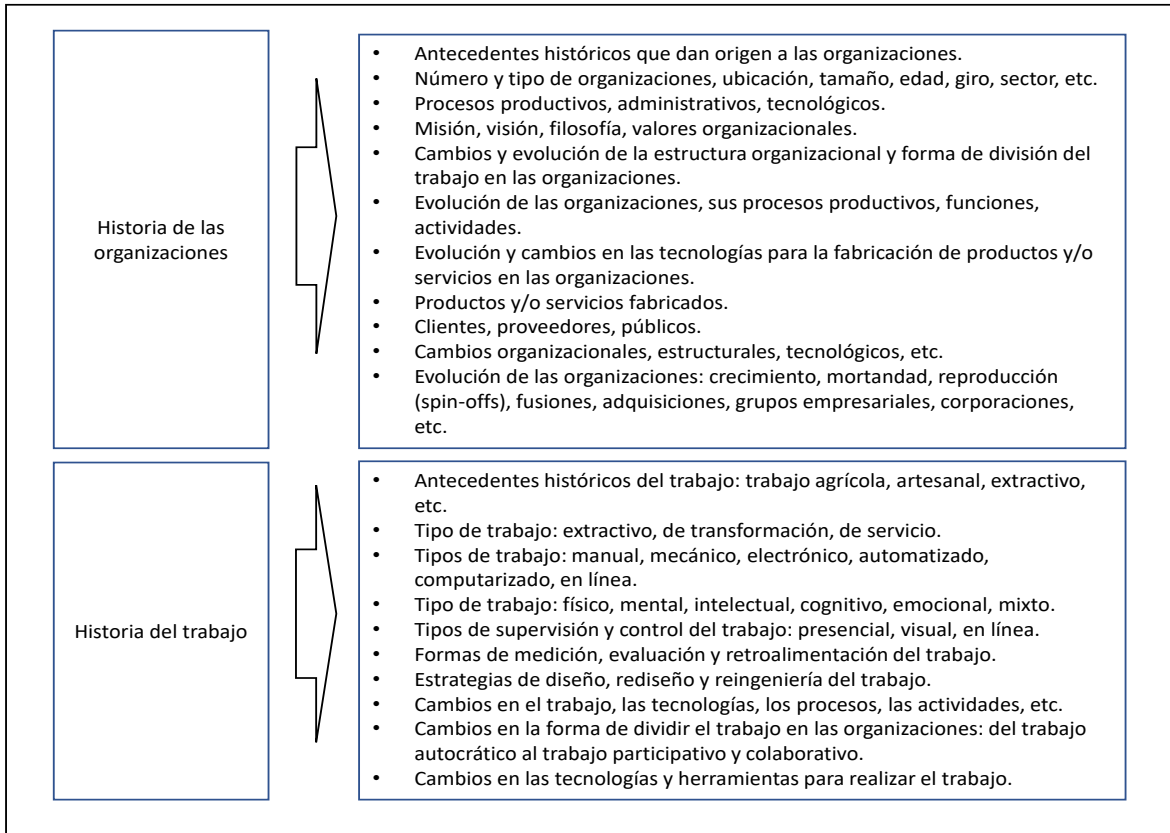 Historia de las
organizaciones
• Antecedentes históricos que dan origen a las organizaciones.
• Número y tipo de organizaciones, ubicación, tamaño, edad, giro, sector, etc.
• Procesos productivos, administrativos, tecnológicos.
• Misión, visión, filosofía, valores organizacionales.
• Cambios y evolución de la estructura organizacional y forma de división del
trabajo en las organizaciones.
• Evolución de las organizaciones, sus procesos productivos, funciones,
actividades.
• Evolución y cambios en las tecnologías para la fabricación de productos y/o
servicios en las organizaciones.
• Productos y/o servicios fabricados.
• Clientes, proveedores, públicos.
• Cambios organizacionales, estructurales, tecnológicos, etc.
• Evolución de las organizaciones: crecimiento, mortandad, reproducción
(spin-offs), fusiones, adquisiciones, grupos empresariales, corporaciones,
etc.
Historia del trabajo
• Antecedentes históricos del trabajo: trabajo agrícola, artesanal, extractivo,
etc.
• Tipo de trabajo: extractivo, de transformación, de servicio.
• Tipos de trabajo: manual, mecánico, electrónico, automatizado,
computarizado, en línea.
• Tipo de trabajo: físico, mental, intelectual, cognitivo, emocional, mixto.
• Tipos de supervisión y control del trabajo: presencial, visual, en línea.
• Formas de medición, evaluación y retroalimentación del trabajo.
• Estrategias de diseño, rediseño y reingeniería del trabajo.
• Cambios en el trabajo, las tecnologías, los procesos, las actividades, etc.
• Cambios en la forma de dividir el trabajo en las organizaciones: del trabajo
autocrático al trabajo participativo y colaborativo.
• Cambios en las tecnologías y herramientas para realizar el trabajo.